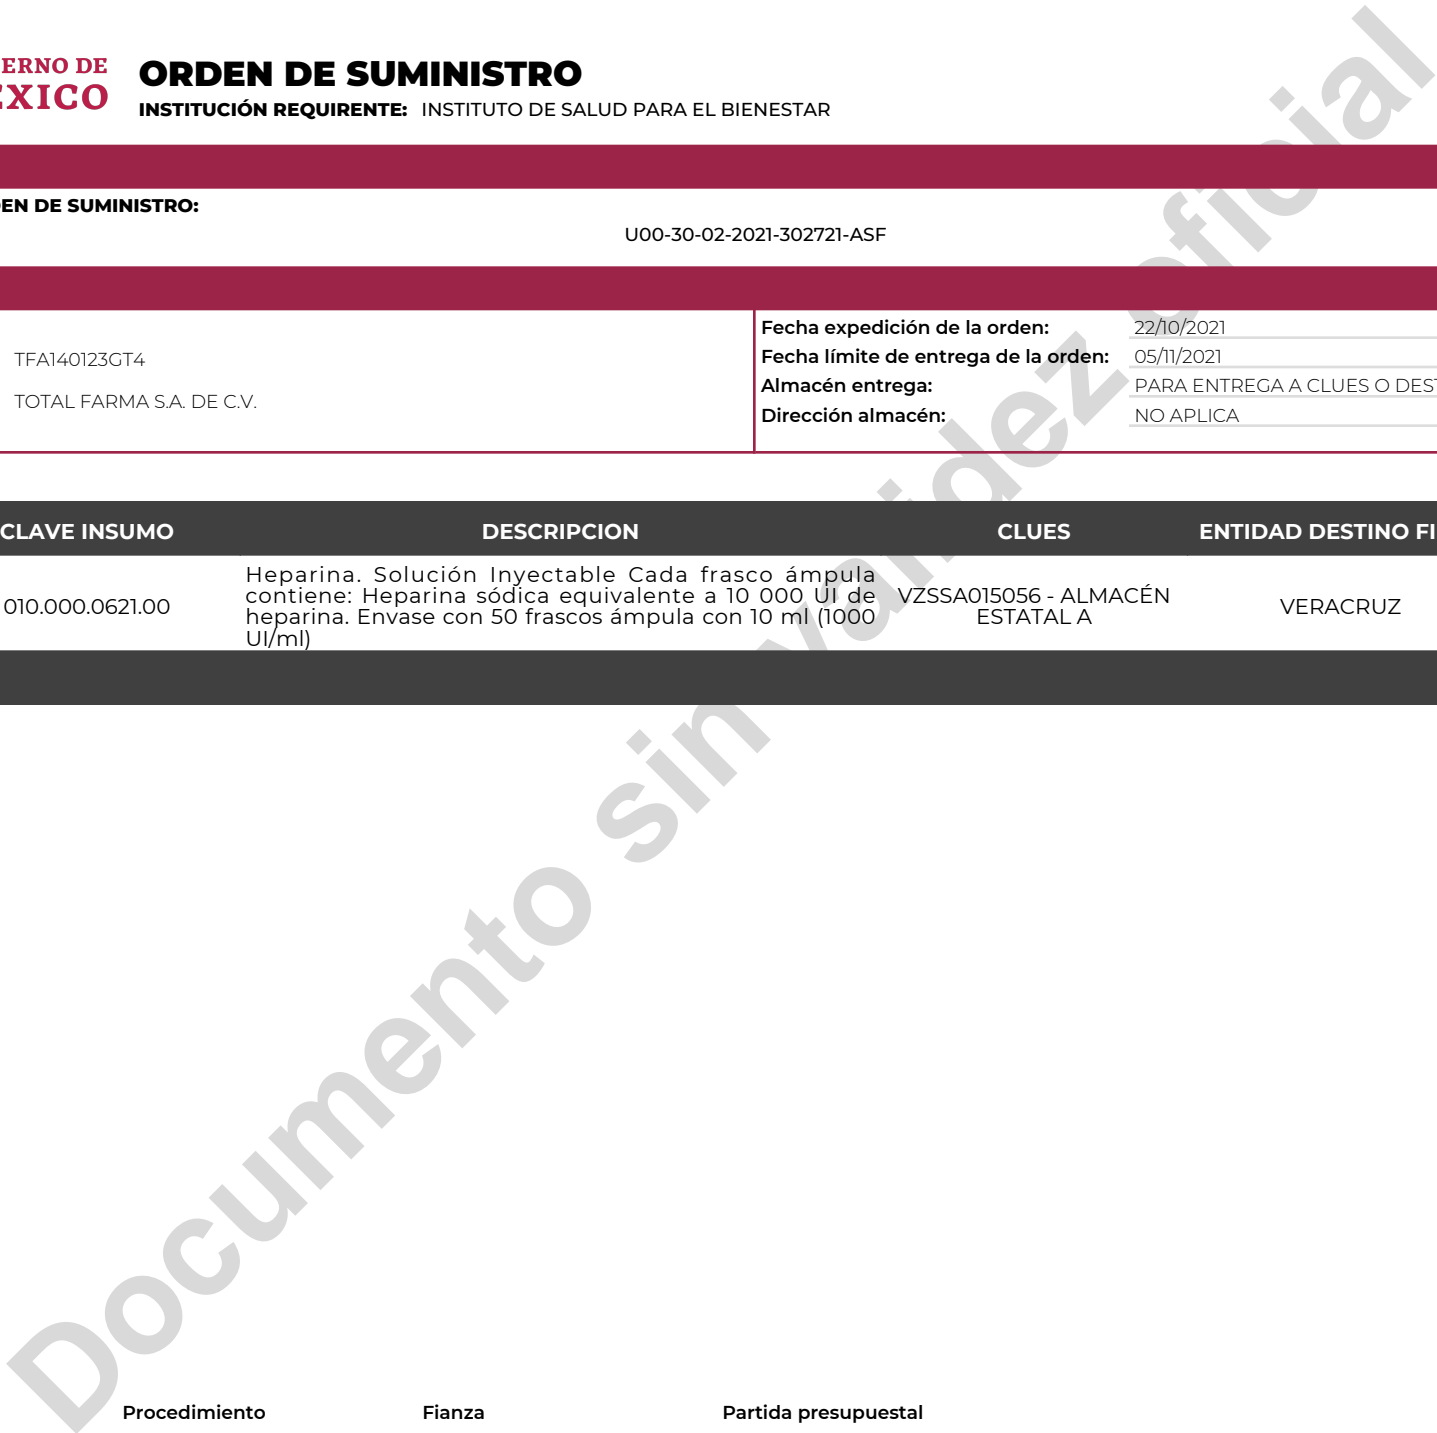 ERNO DE
EXICO
ORDEN DE SUMINISTRO
INSTITUCIÓN REQUIRENTE: INSTITUTO DE SALUD PARA EL BIENESTAR
EN DE SUMINISTRO:
U00-30-02-2021-302721-ASF
TFA140123GT4
TOTAL FARMA S.A. DE C.V.
Fecha expedición de la orden: 22/10/2021
Fecha límite de entrega de la orden: 05/11/2021
Almacén entrega: PARA ENTREGA A CLUES O DEST
Dirección almacén: NO APLICA
CLAVE INSUMO DESCRIPCION CLUES ENTIDAD DESTINO FI
010.000.0621.00
Heparina. Solución Inyectable Cada frasco ámpula
contiene: Heparina sódica equivalente a 10 000 UI de
heparina. Envase con 50 frascos ámpula con 10 ml (1000
UI/ml)
VZSSA015056 - ALMACÉN
ESTATAL A
VERACRUZ
Documento sin validez oficial
Procedimiento Fianza Partida presupuestal